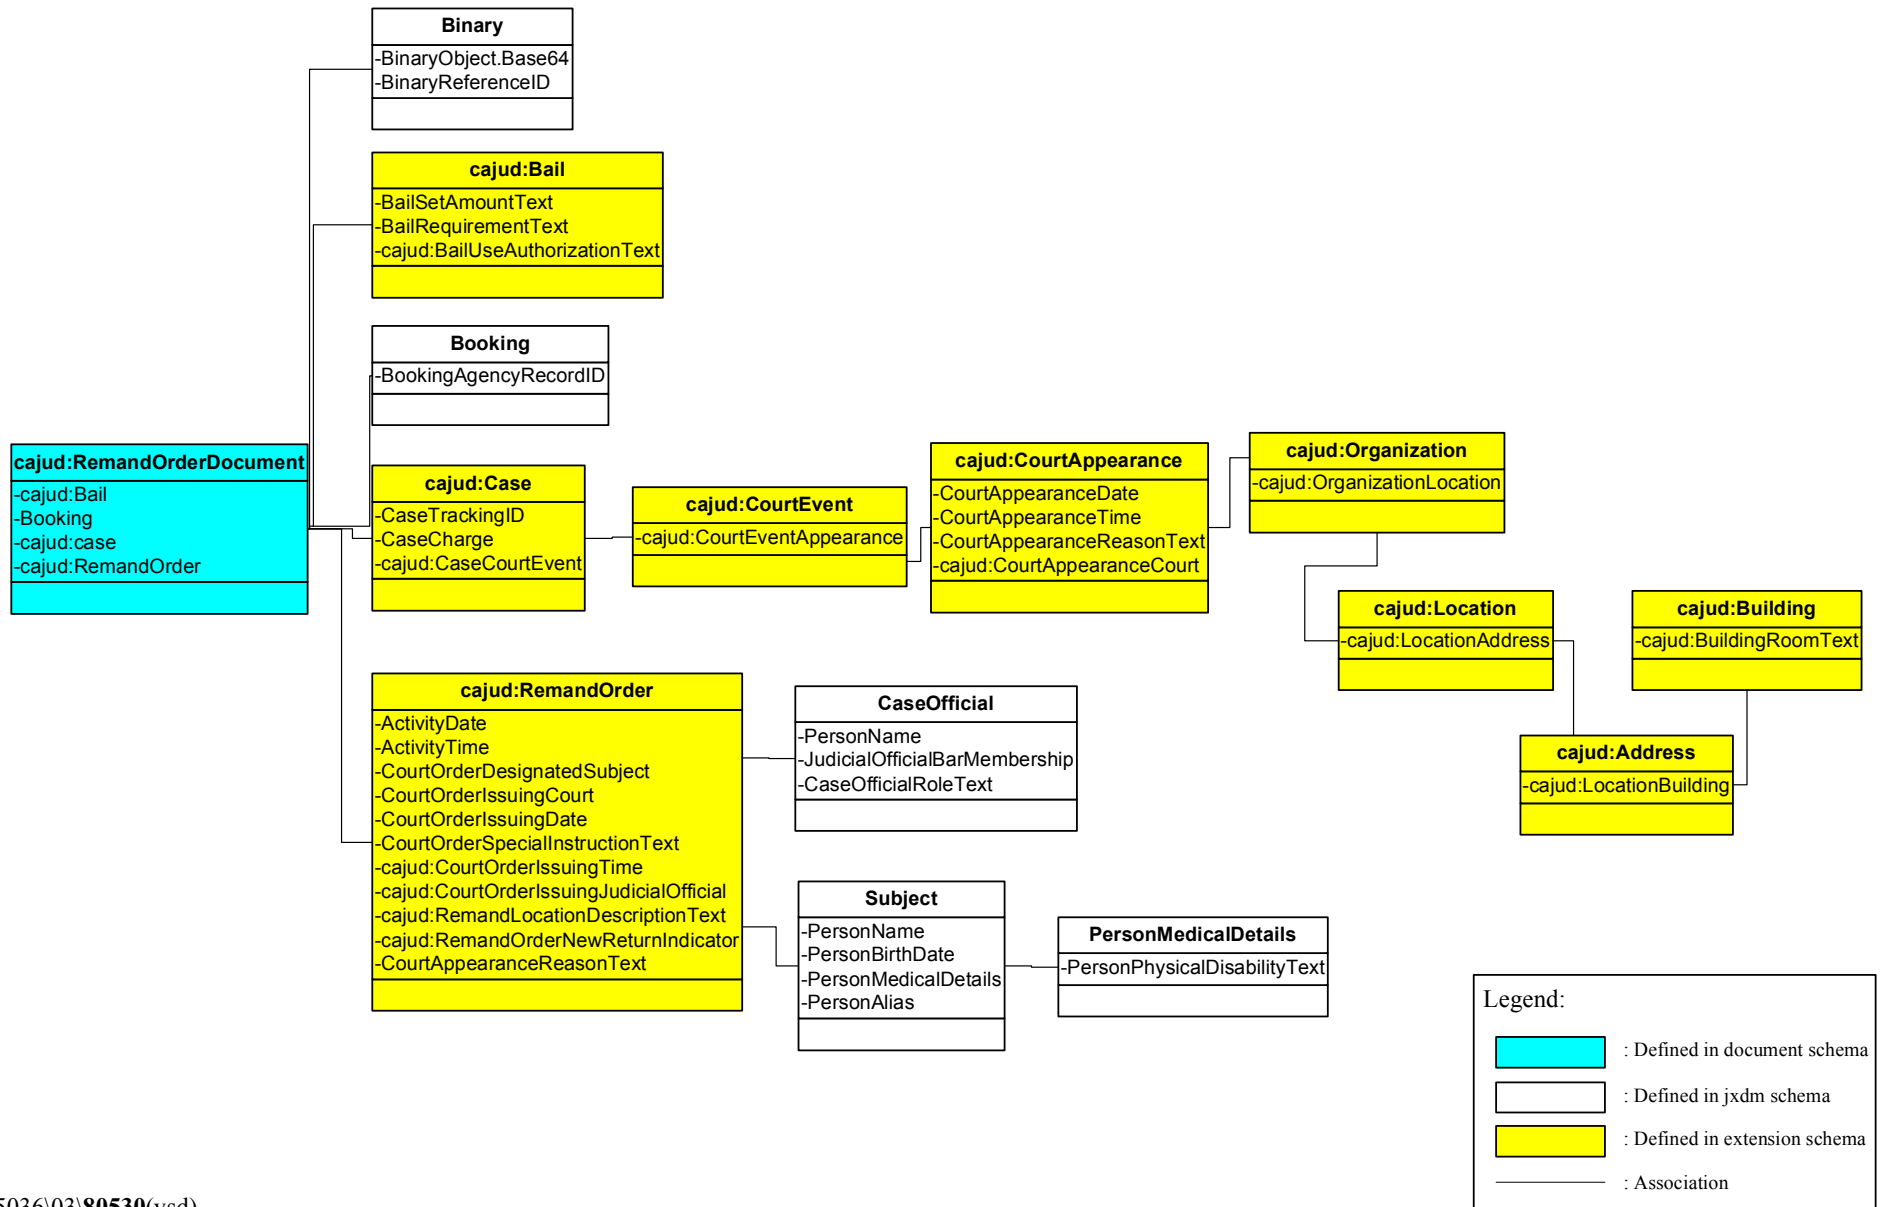 Binary
-BinaryObject.Base64
-BinaryReferenceID
cajud:Bail
-BailSetAmountText
-BailRequirementText
-cajud:BailUseAuthorizationText
Booking
-BookingAgencyRecordID
cajud:RemandOrderDocument
-cajud:Bail
-Booking
-cajud:case
-cajud:RemandOrder
cajud:Case
-CaseTrackingID
-CaseCharge
-cajud:CaseCourtEvent
cajud:CourtEvent
-cajud:CourtEventAppearance
cajud:CourtAppearance
-CourtAppearanceDate
-CourtAppearanceTime
-CourtAppearanceReasonText
-cajud:CourtAppearanceCourt
cajud:Organization
-cajud:OrganizationLocation
cajud:Location
-cajud:LocationAddress
cajud:Building
-cajud:BuildingRoomText
cajud:Address
-cajud:LocationBuilding
cajud:RemandOrder
-ActivityDate
-ActivityTime
-CourtOrderDesignatedSubject
-CourtOrderIssuingCourt
-CourtOrderIssuingDate
-CourtOrderSpecialInstructionText
-cajud:CourtOrderIssuingTime
-cajud:CourtOrderIssuingJudicialOfficial
-cajud:RemandLocationDescriptionText
-cajud:RemandOrderNewReturnIndicator
-CourtAppearanceReasonText
CaseOfficial
-PersonName
-JudicialOfficialBarMembership
-CaseOfficialRoleText
Subject
-PersonName
-PersonBirthDate
-PersonMedicalDetails
-PersonAlias
PersonMedicalDetails
-PersonPhysicalDisabilityText
Legend:
: Defined in document schema
: Defined in jxdm schema
: Defined in extension schema
: Association
5036\03\80530(vsd)